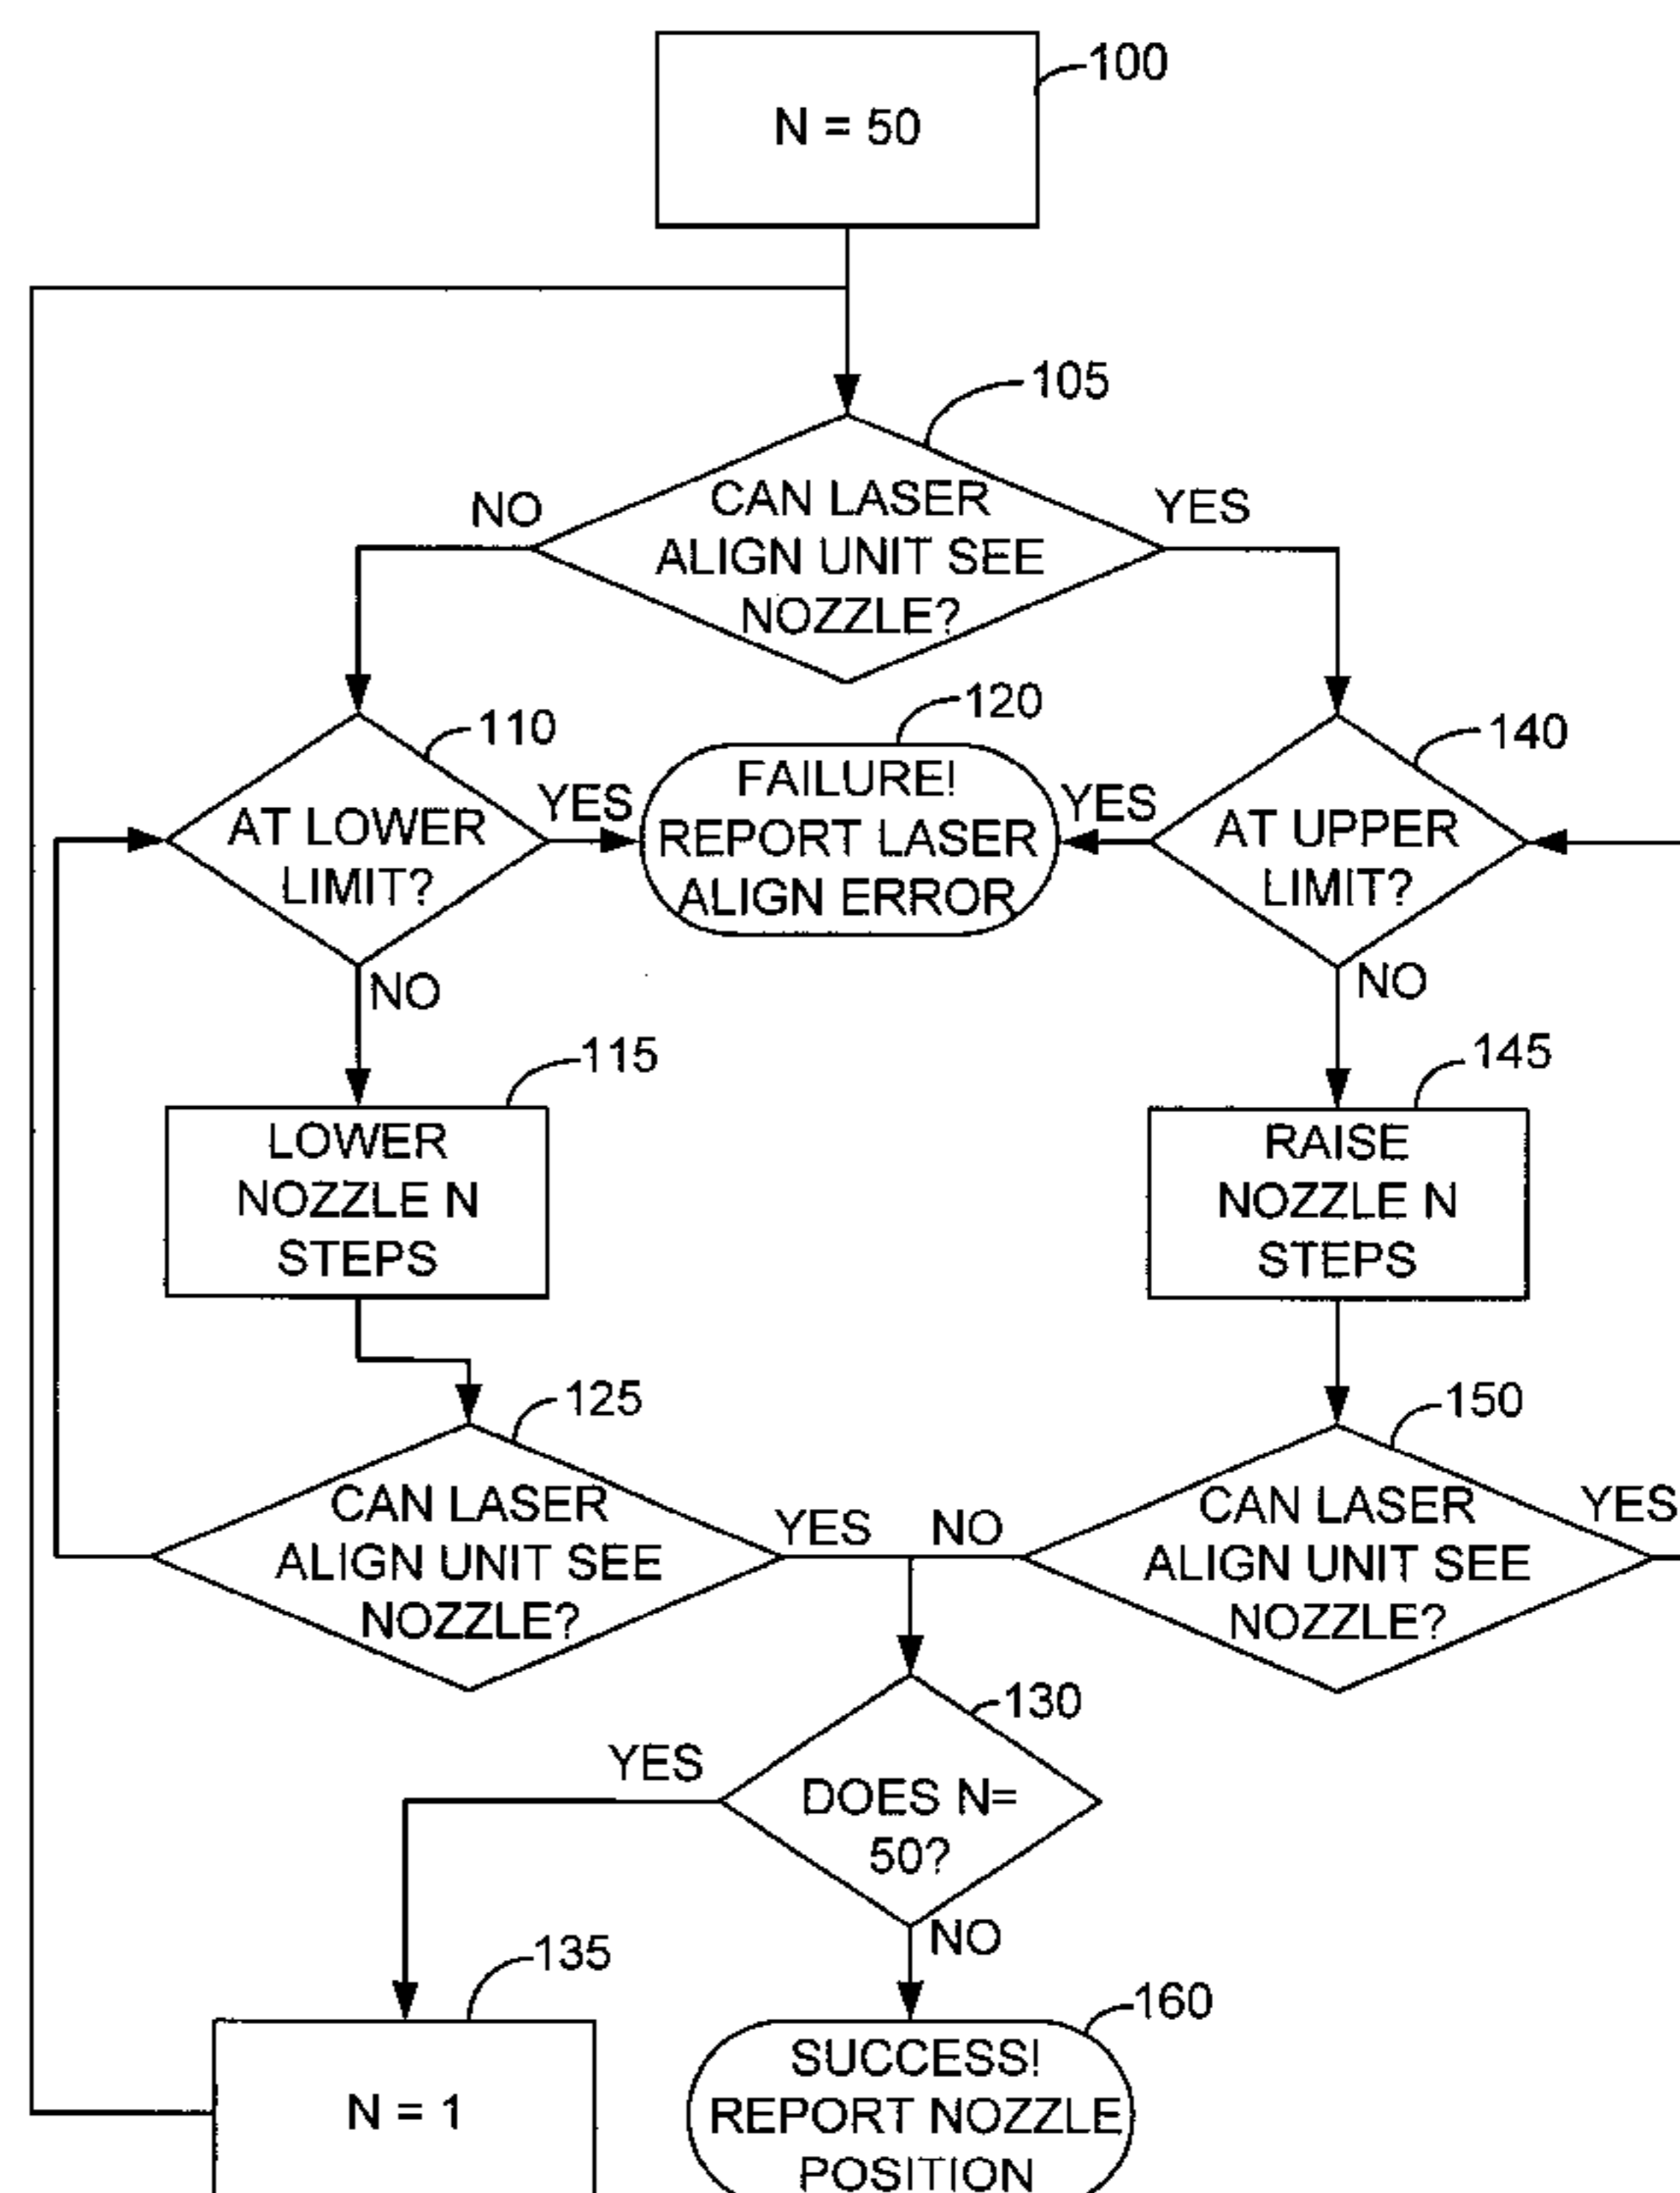 100
N = 50
105
CAN LASER
ALIGN UNIT SEE
NOZZLE?
NO
YES
110
AT LOWER
LIMIT?
YES
NO
120
FAILURE!
REPORT LASER
ALIGN ERROR
140
AT UPPER
LIMIT?
YES
NO
115
LOWER
NOZZLE N
STEPS
145
RAISE
NOZZLE N
STEPS
125
CAN LASER
ALIGN UNIT SEE
NOZZLE?
YES
150
CAN LASER
ALIGN UNIT SEE
NOZZLE?
NO
YES
130
DOES N=
50?
YES
NO
135
N = 1
160
SUCCESS!
REPORT NOZZLE
POSITION